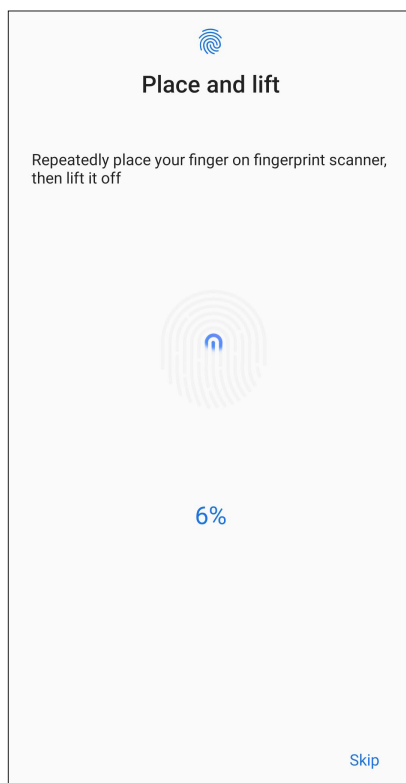 Place and lift
Repeatedly place your finger on fingerprint scanner,
then lift it off
6%
Skip